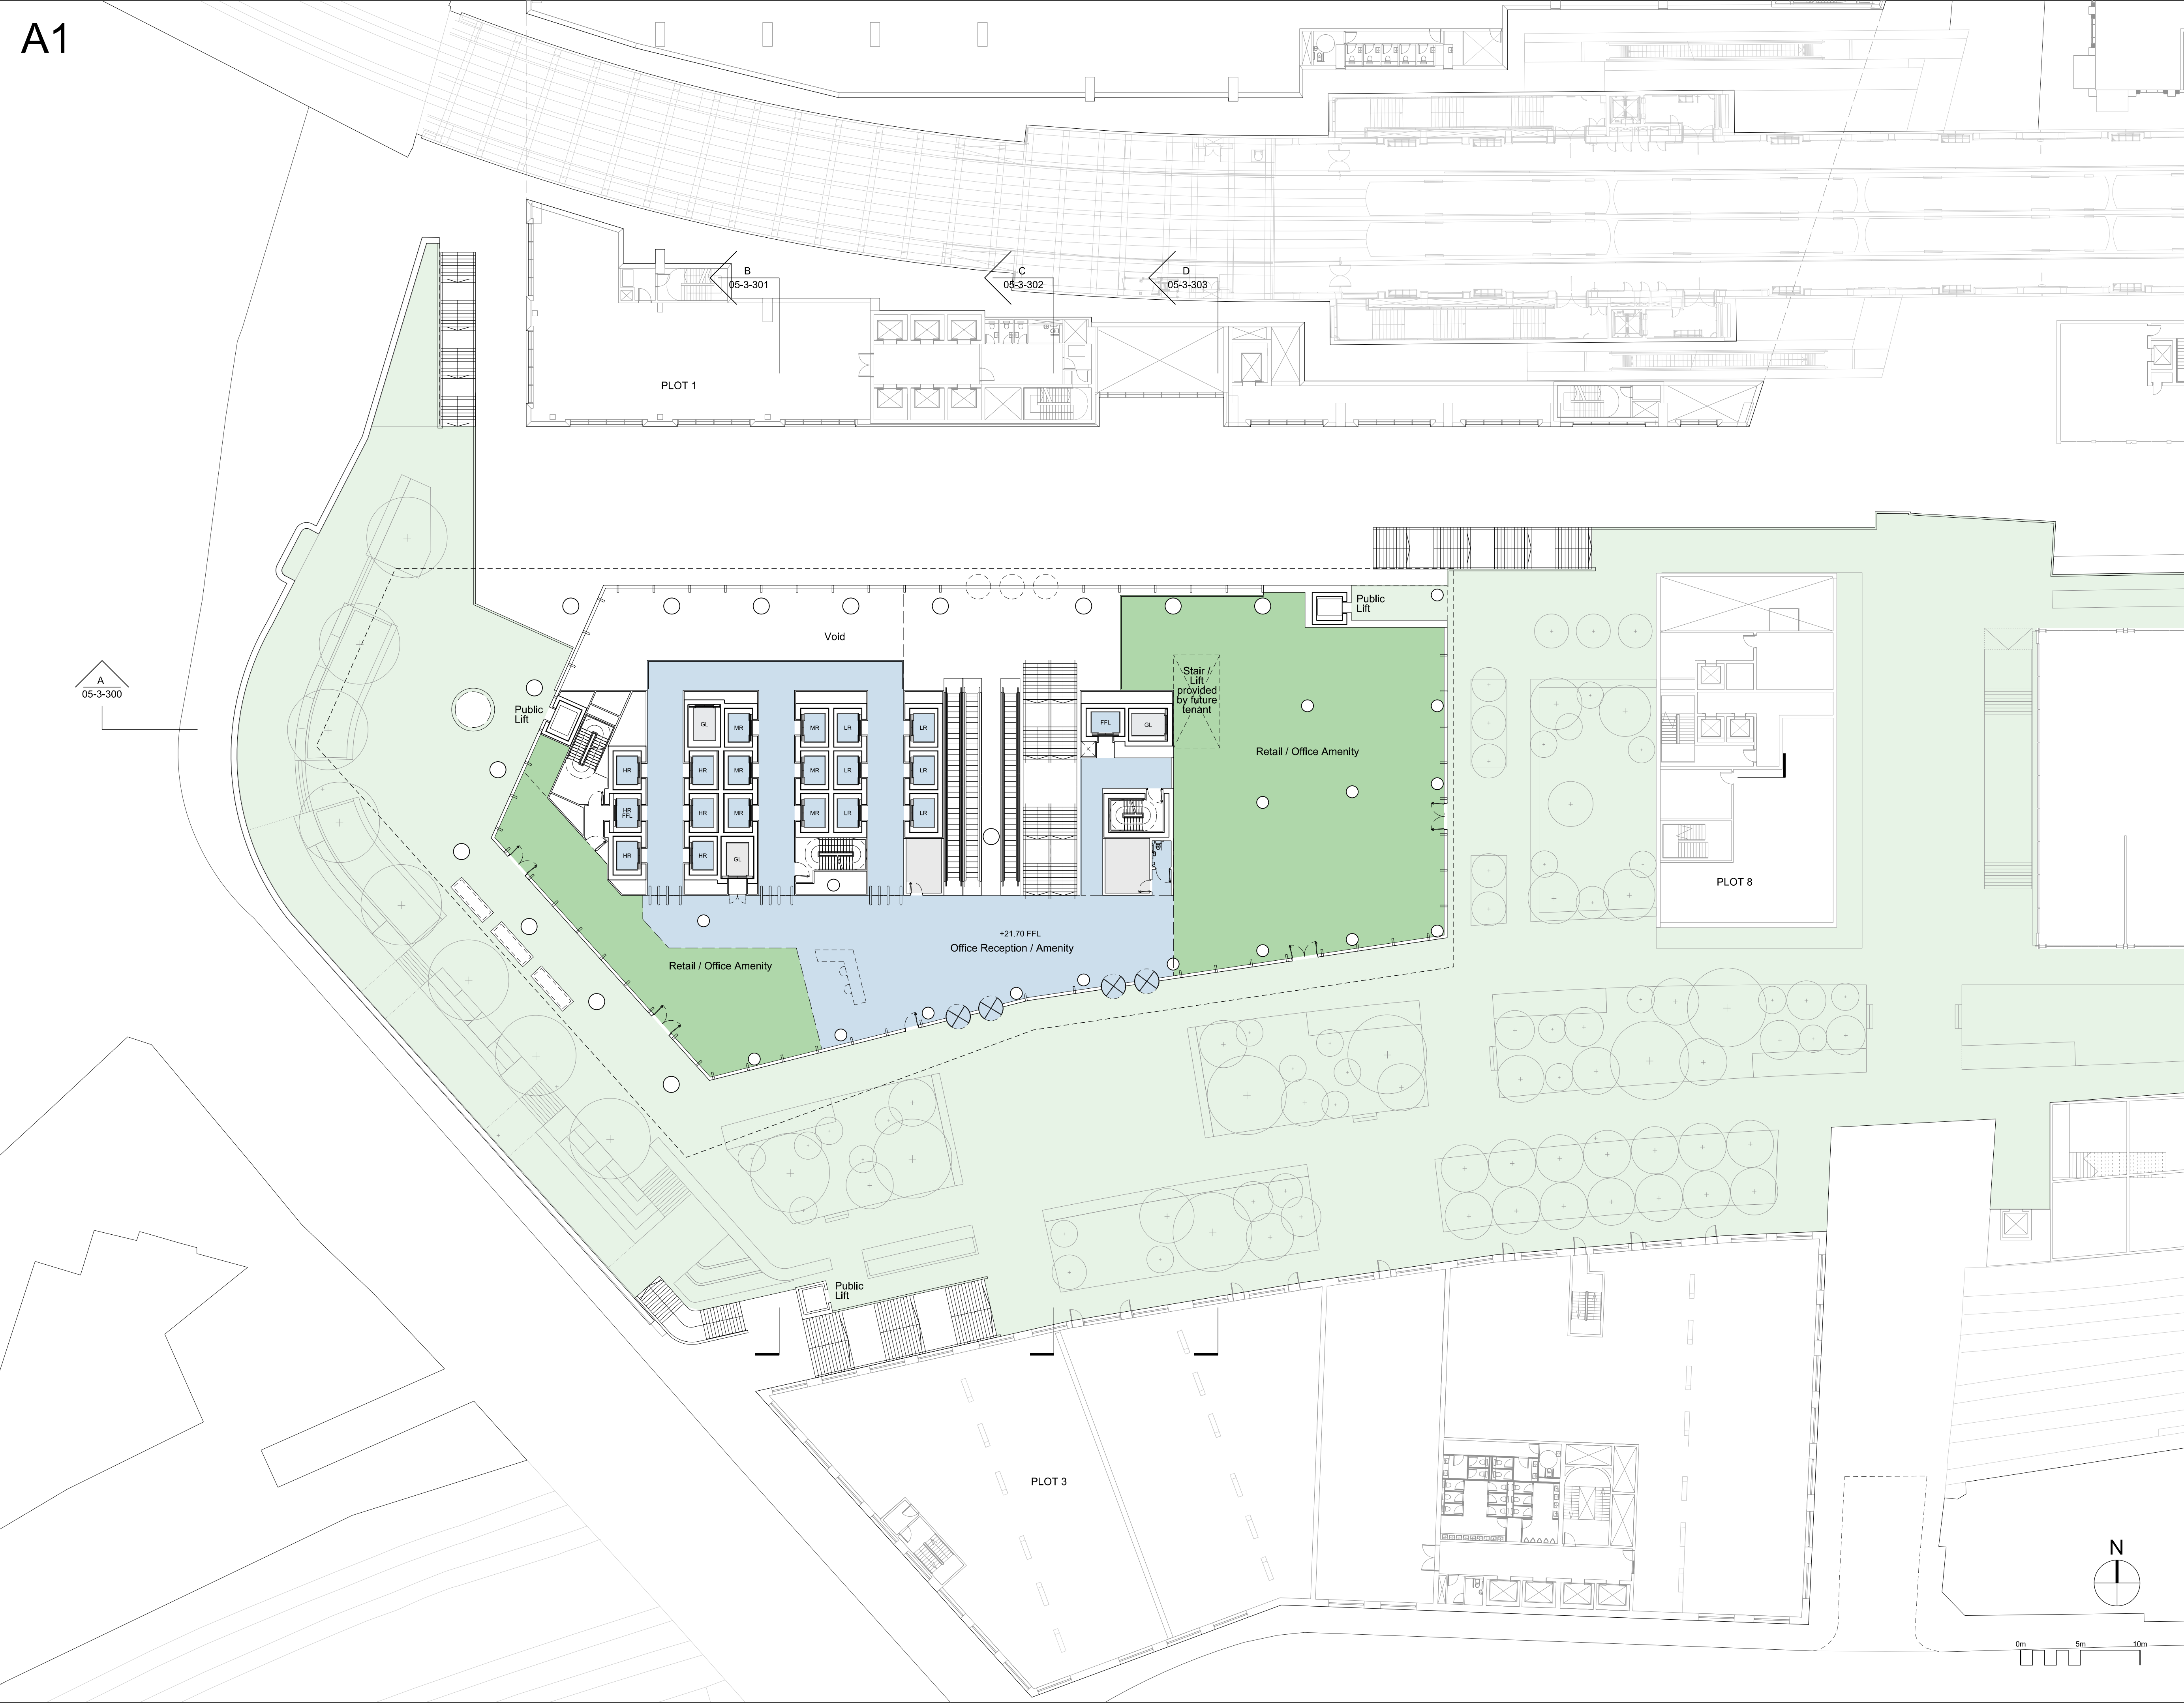 A1
B
05-3-301
C
05-3-302
D
05-3-303
PLOT 1
Public
Lift
Void
A
05-3-300
Stair /
Lift
provided
by future
tenant
Public
Lift
GL
MR
MR
LR
LR
FFL
GL
Retail / Office Amenity
HR
HR
MR
MR
LR
LR
HR
FFL
HR
MR
MR
LR
LR
HR
HR
GL
PLOT 8
+21.70 FFL
Office Reception / Amenity
Retail / Office Amenity
Public
Lift
PLOT 3
N
0m
5m
10m